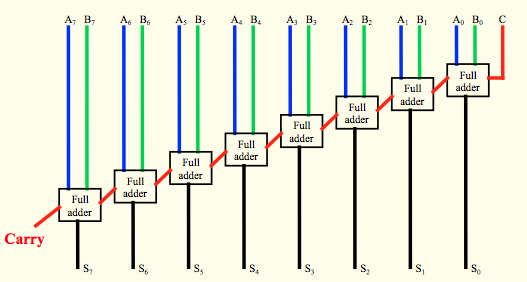 A₇ B₇ A₆ B₆ A₅ B₅ A₄ B₄ A₃ B₃ A₂ B₂ A₁ B₁ A₀ B₀ C
Full
adder
Full
adder
Full
adder
Full
adder
Full
adder
Full
adder
Full
adder
Full
adder
Carry
S₇ S₆ S₅ S₄ S₃ S₂ S₁ S₀